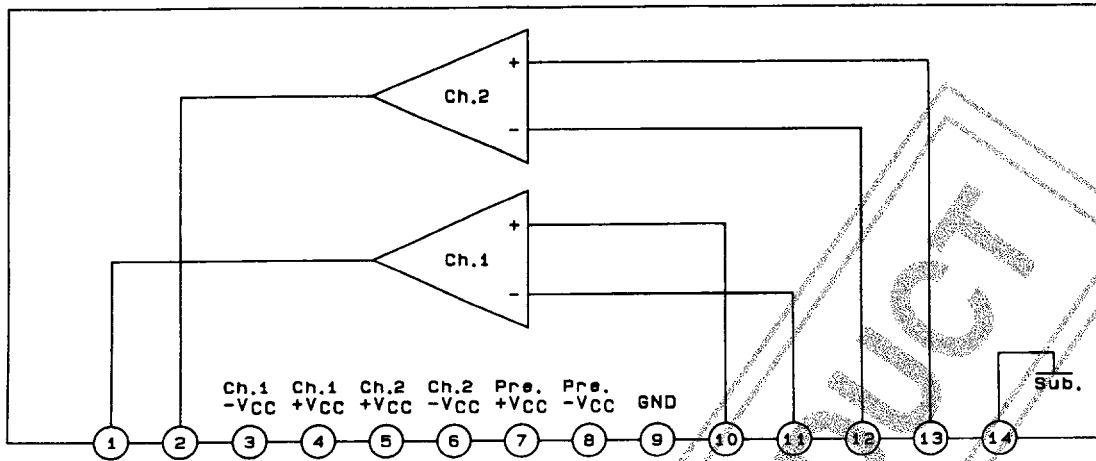 +
Ch.2
-
+
Ch.1
-
Ch.1 Ch.1 Ch.2 Ch.2 Pre. Pre.
-VCC +VCC +VCC -VCC +VCC -VCC GND
Sub.
1 2 3 4 5 6 7 8 9 10 11 12 13 14
UCT